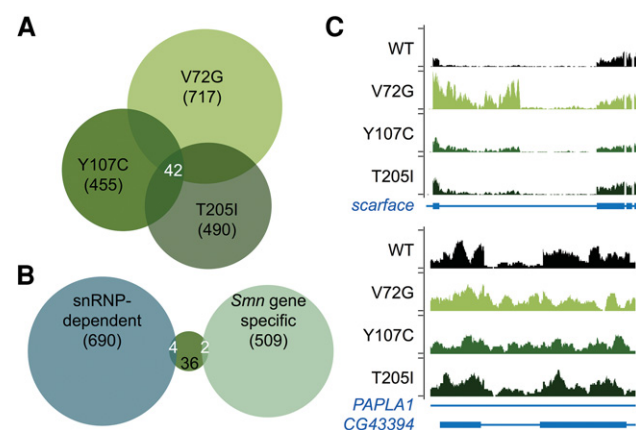 A
V72G
(717)
Y107C
(455)
42
T205I
(490)
B
snRNP-
dependent
(690)
4
36
2
Smn gene
specific
(509)
C
WT
V72G
Y107C
T205I
scarface
WT
V72G
Y107C
T205I
PAPLA1
CG43394